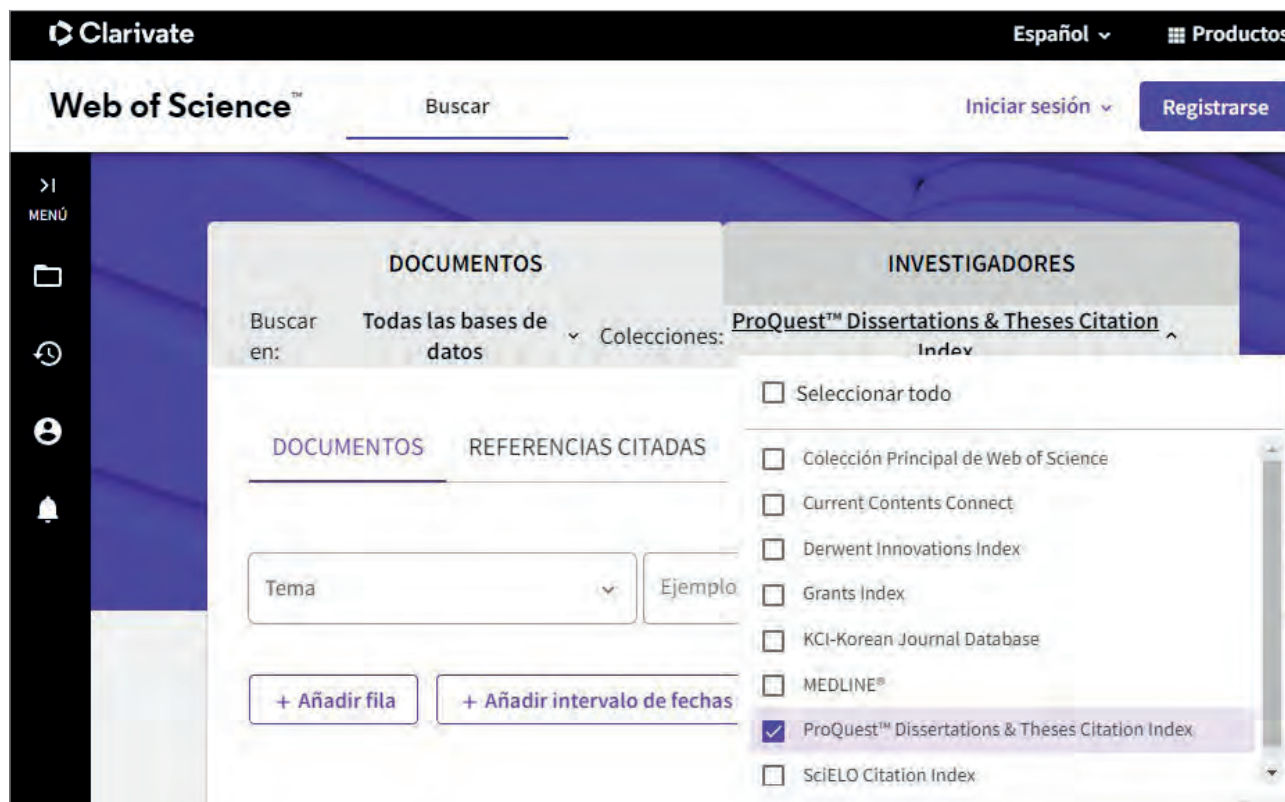 Clarivate
Español
Productos
Web of Science™
Buscar
Iniciar sesión
Registrarse
MENÚ
DOCUMENTOS
INVESTIGADORES
Buscar en:
Todas las bases de datos
Colecciones:
ProQuest™ Dissertations & Theses Citation
Index
Seleccionar todo
DOCUMENTOS
REFERENCIAS CITADAS
Colección Principal de Web of Science
Current Contents Connect
Derwent Innovations Index
Tema
Ejemplo
Grants Index
KCI-Korean Journal Database
MEDLINE®
+ Añadir fila
+ Añadir intervalo de fechas
ProQuest™ Dissertations & Theses Citation Index
SciELO Citation Index